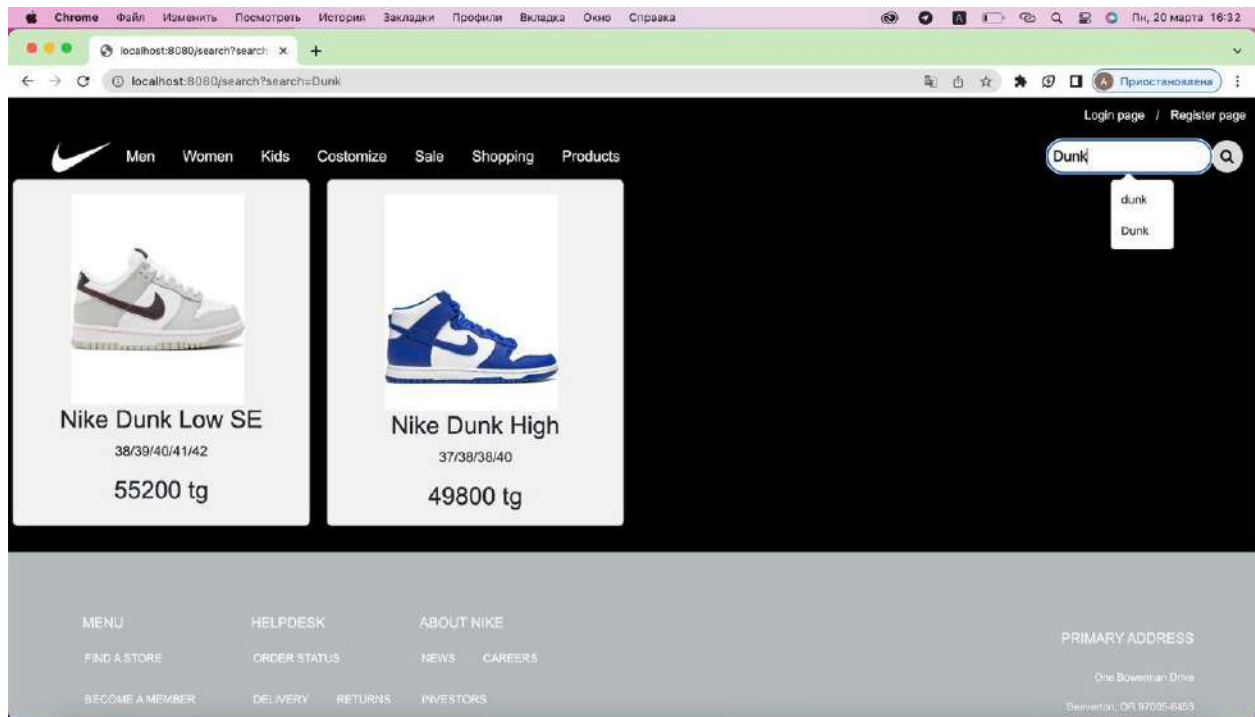 Chrome Файл Изменить Посмотреть История Закладки Профили Вкладка Окно Справка Пн, 20 марта 16:32
localhost:8080/search?search
localhost:8080/search?search=Dunk Приостановлена
Login page / Register page
Men Women Kids Costomize Sale Shopping Products Dunk
dunk
Dunk
Nike Dunk Low SE
38/39/40/41/42
55200 tg
Nike Dunk High
37/38/38/40
49800 tg
MENU HELPDESK ABOUT NIKE
FIND A STORE ORDER STATUS NEWS CAREERS
BECOME A MEMBER DELIVERY RETURNS INVESTORS
PRIMARY ADDRESS
One Bowerman Drive
Beaverton, OR 97005-6453